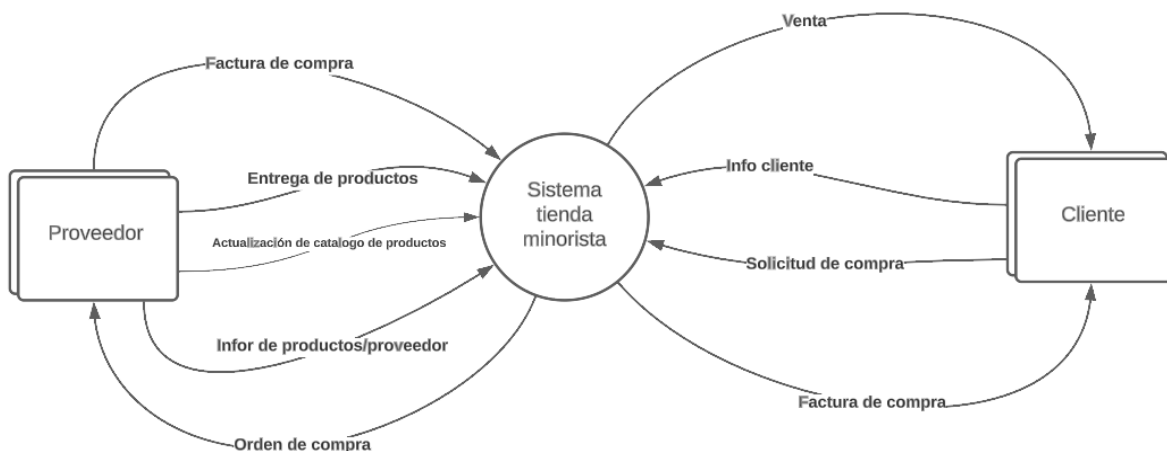 Venta
Factura de compra
Info cliente
Entrega de productos
Sistema
tienda
minorista
Proveedor
Cliente
Actualización de catalogo de productos
Solicitud de compra
Infor de productos/proveedor
Factura de compra
Orden de compra